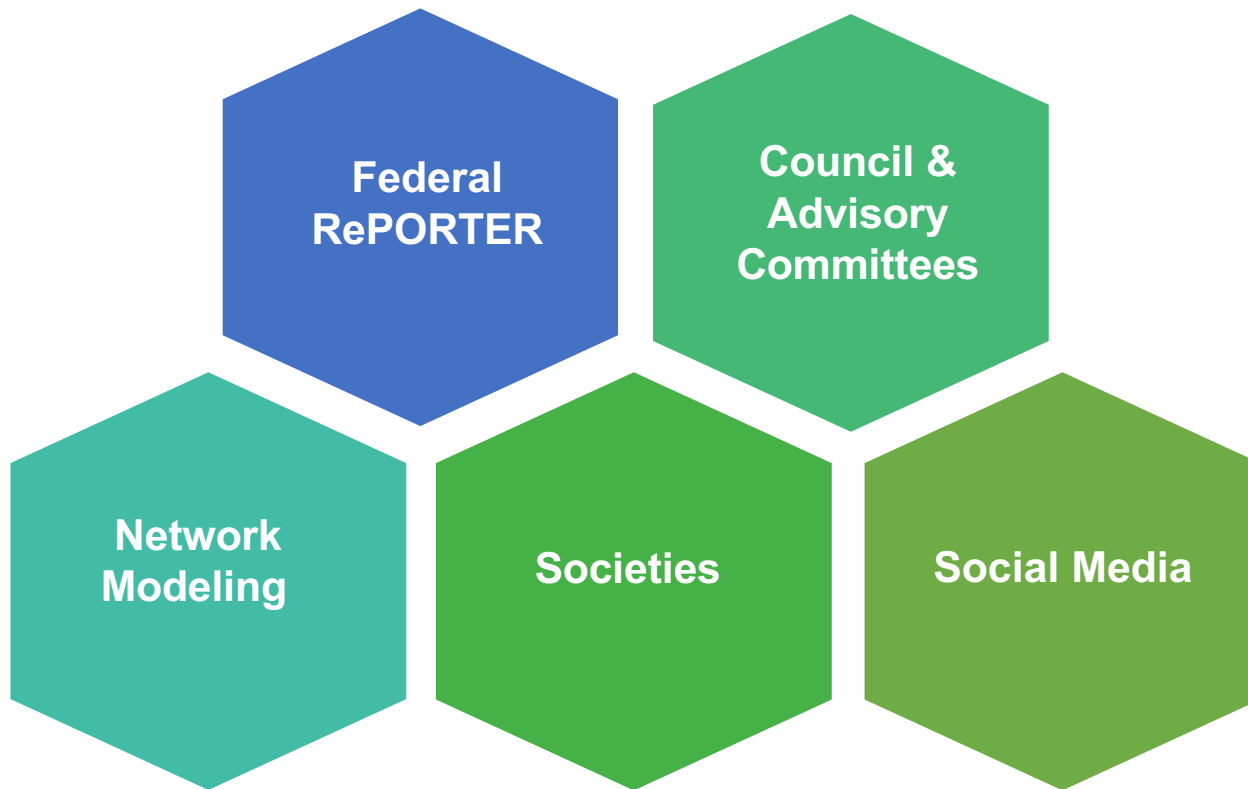 Federal
RePORTER
Council &
Advisory
Committees
Network
Modeling
Societies
Social Media